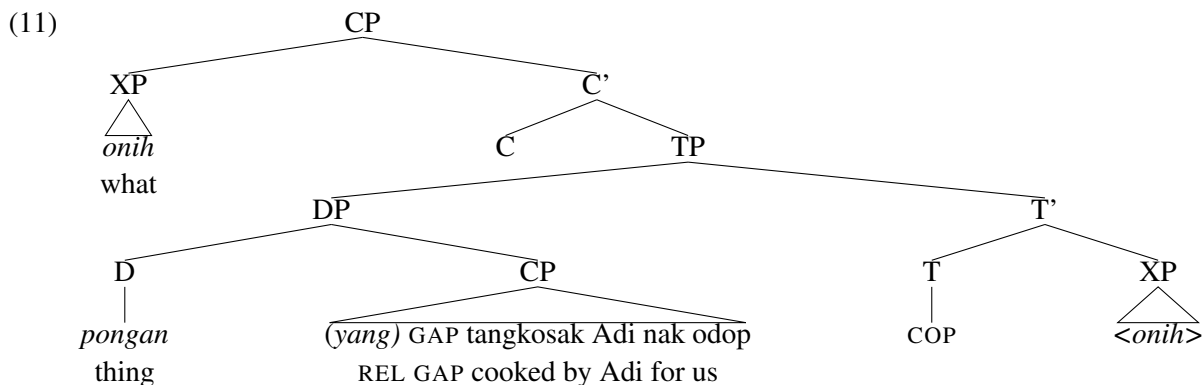 (11) CP
XP C’
onih C TP
what
DP T’
D CP T XP
pongan (yang) GAP tangkosak Adi nak odop COP <onih>
thing REL GAP cooked by Adi for us